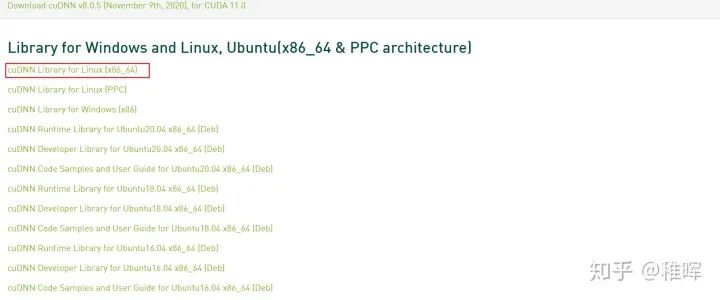 Download cuDNN v8.0.5 (November 9th, 2020), for CUDA 11.0
Library for Windows and Linux, Ubuntu(x86_64 & PPC architecture)
cuDNN Library for Linux (x86_64)
cuDNN Library for Linux (PPC)
cuDNN Library for Windows (x86)
cuDNN Runtime Library for Ubuntu20.04 x86_64 (Deb)
cuDNN Developer Library for Ubuntu20.04 x86_64 (Deb)
cuDNN Code Samples and User Guide for Ubuntu20.04 x86_64 (Deb)
cuDNN Runtime Library for Ubuntu18.04 x86_64 (Deb)
cuDNN Developer Library for Ubuntu18.04 x86_64 (Deb)
cuDNN Code Samples and User Guide for Ubuntu18.04 x86_64 (Deb)
cuDNN Runtime Library for Ubuntu16.04 x86_64 (Deb)
cuDNN Developer Library for Ubuntu16.04 x86_64 (Deb)
cuDNN Code Samples and User Guide for Ubuntu16.04 x86_64 (Deb)
知乎 @稚晖